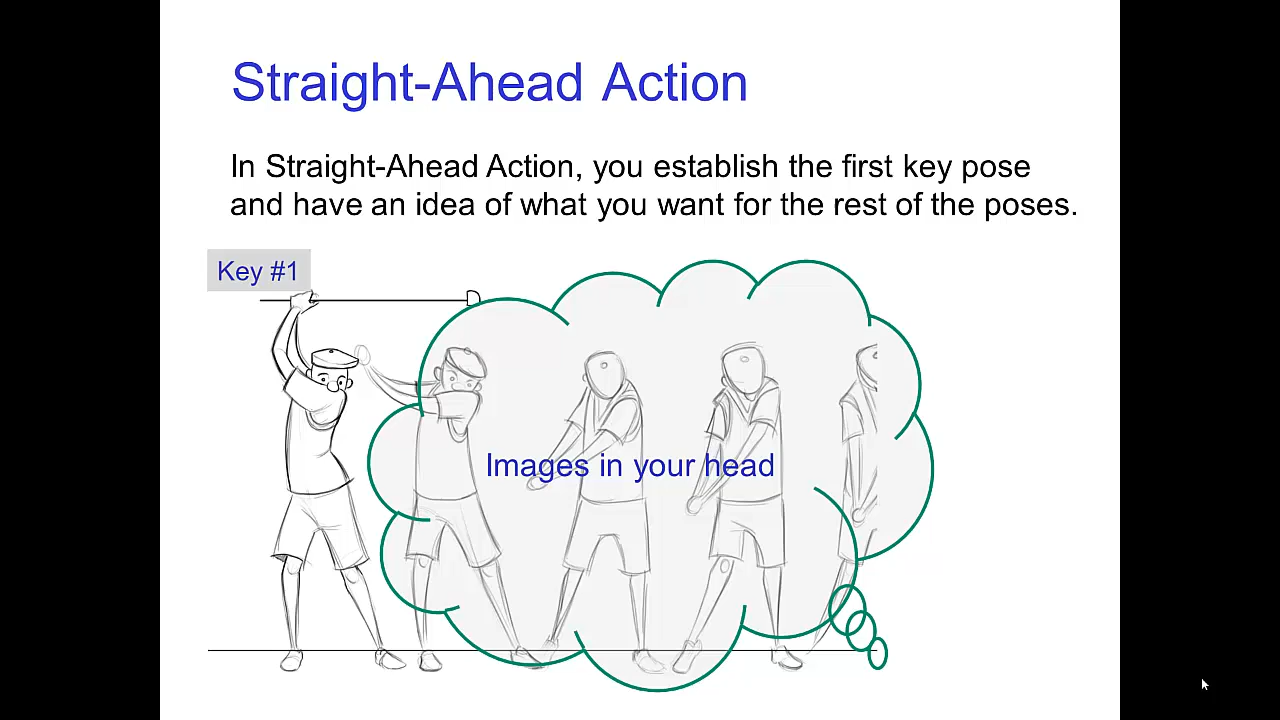 Straight-Ahead Action
In Straight-Ahead Action, you establish the first key pose
and have an idea of what you want for the rest of the poses.
Key #1
Images in your head